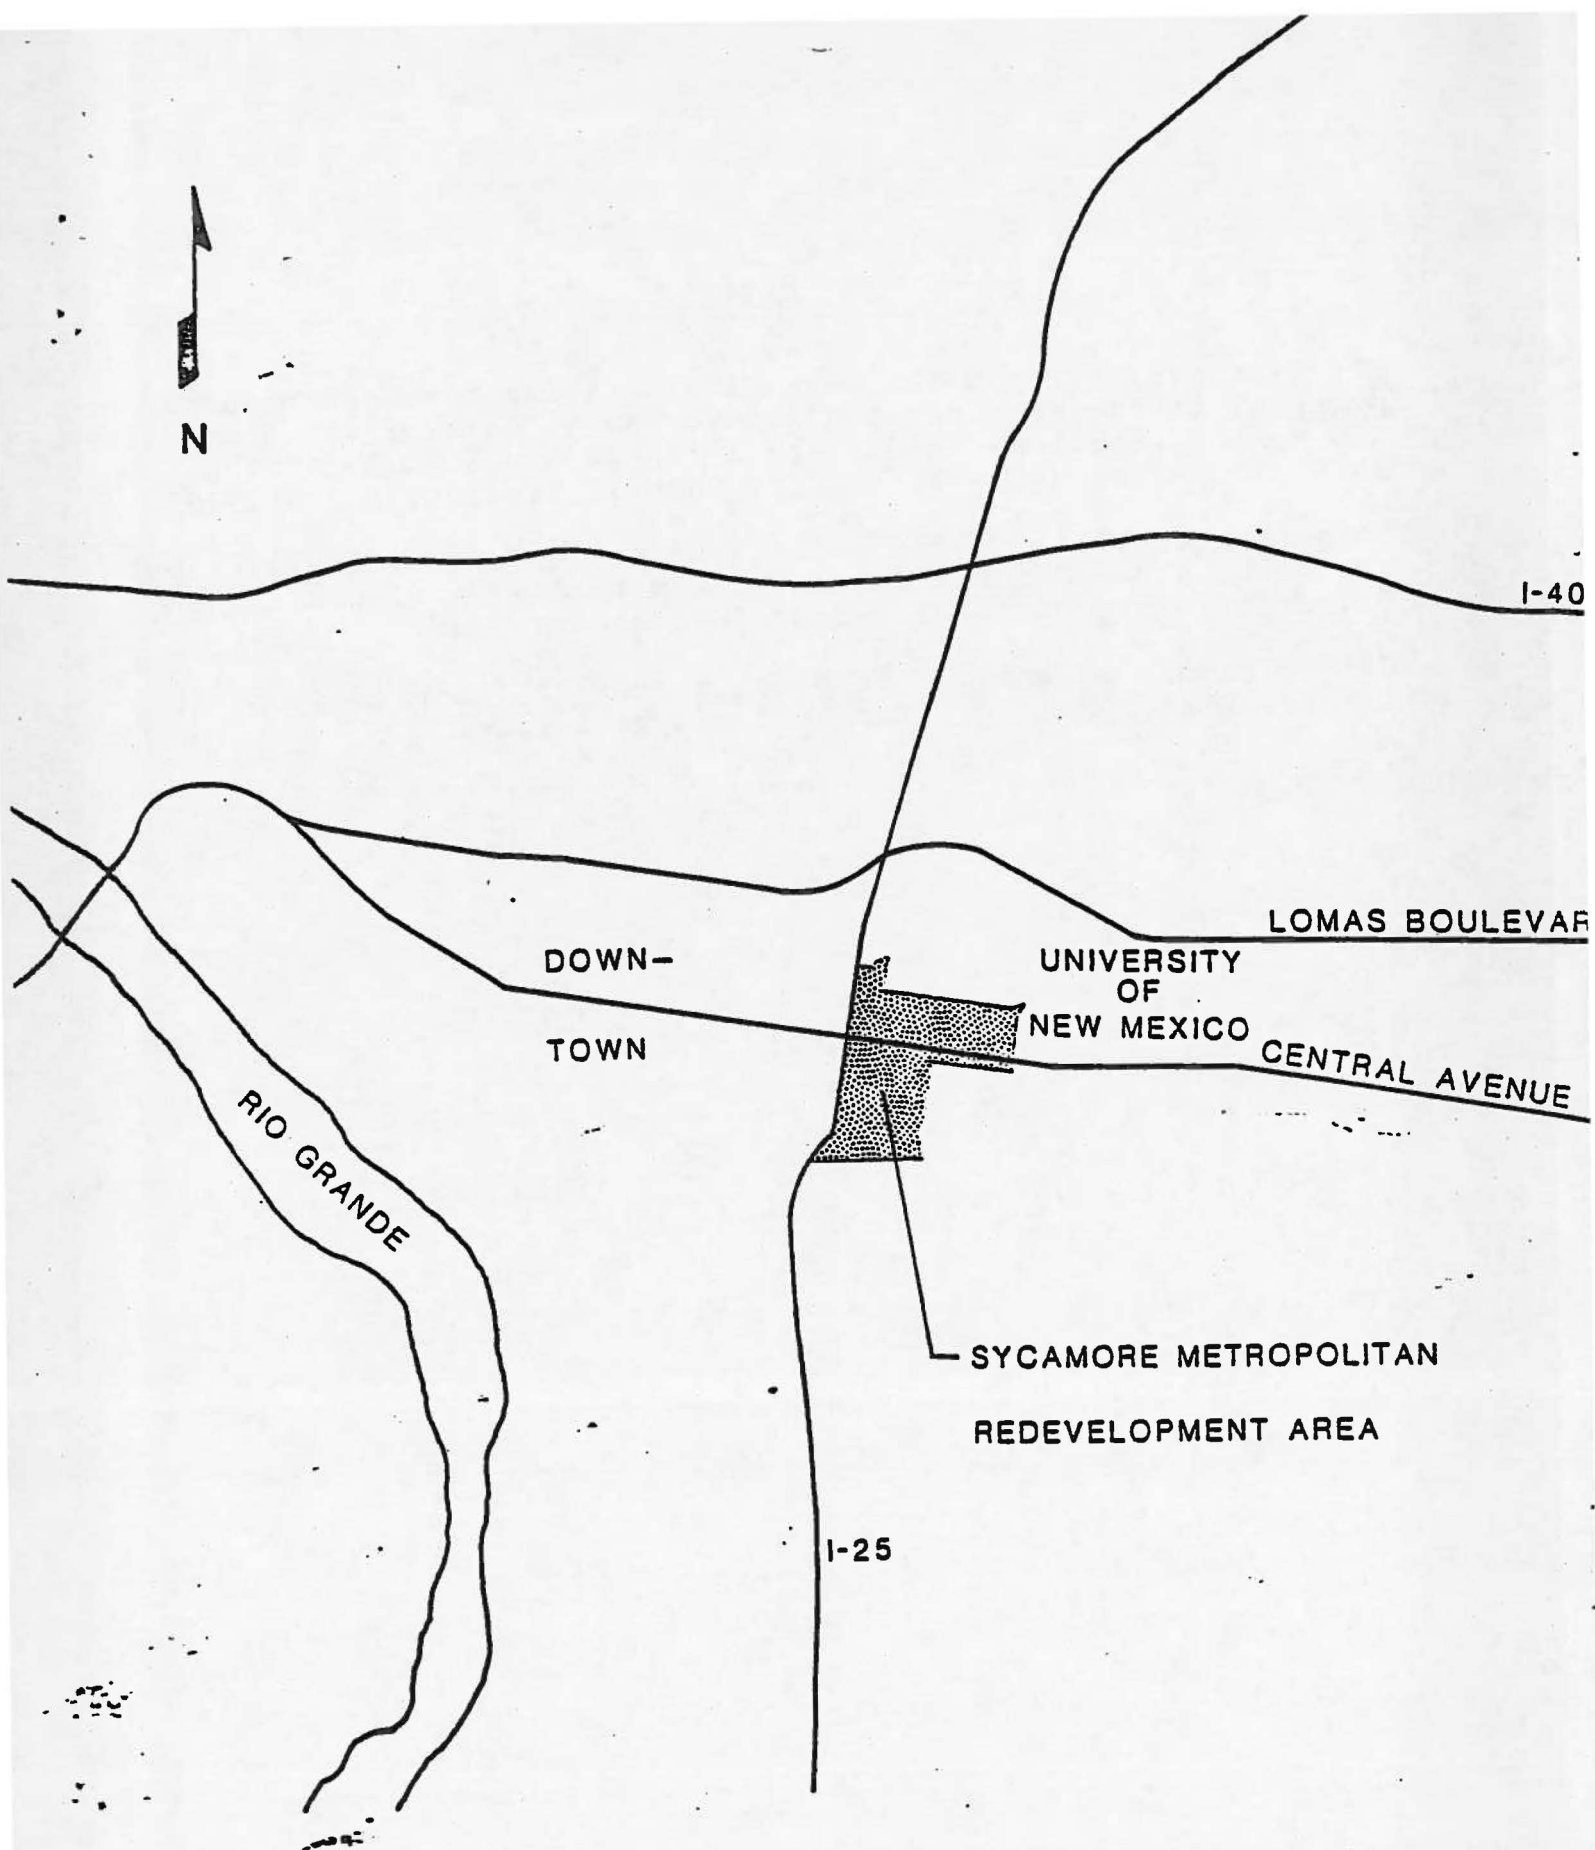 N
I-40
LOMAS BOULEVAR
DOWN-
TOWN
UNIVERSITY
OF
NEW MEXICO
CENTRAL AVENUE
RIO GRANDE
SYCAMORE METROPOLITAN
REDEVELOPMENT AREA
I-25